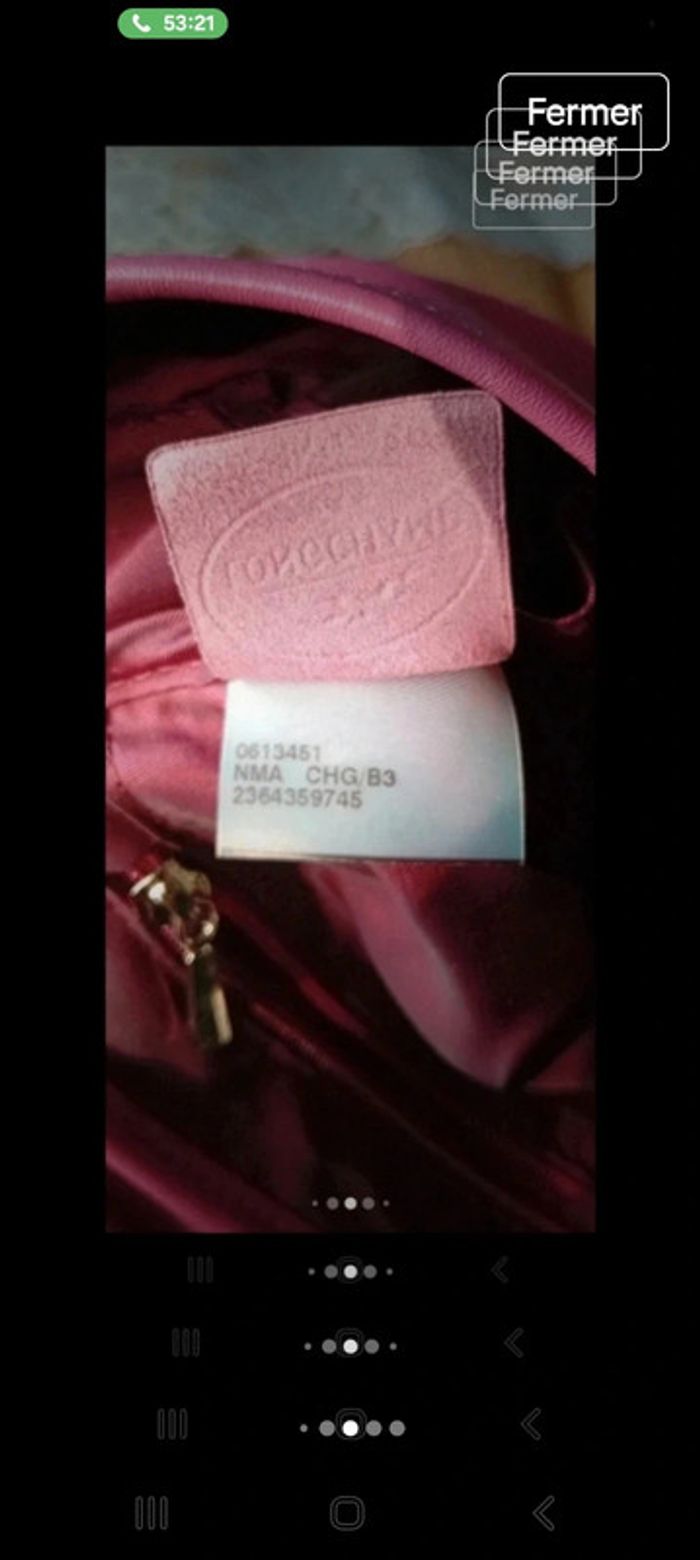 53:21
Fermer
Fermer
Fermer
Fermer
LONGCHAMP
0613451
NMA CHG/B3
2364359745